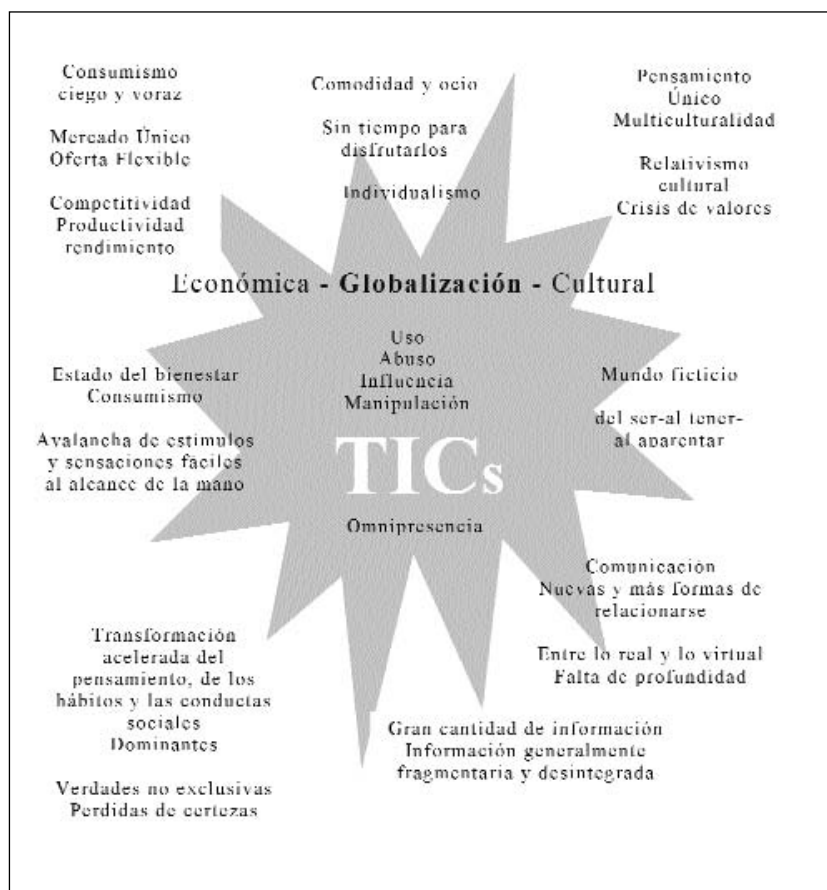 Consumismo
ciego y voraz
Mercado Único
Oferta Flexible
Competitividad
Productividad
rendimiento
Comodidad y ocio
Sin tiempo para
disfrutarlos
Individualismo
Pensamiento
Único
Multiculturalidad
Relativismo
cultural
Crisis de valores
Económica - Globalización - Cultural
Uso
Abuso
Influencia
Manipulación
TICs
Omnipresencia
Estado del bienestar
Consumismo
Avalancha de estimulos
y sensaciones fáciles
al alcance de la mano
Mundo ficticio
del ser-al tener-
al aparentar
Comunicación
Nuevas y más formas de
relacionarse
Entre lo real y lo virtual
Falta de profundidad
Transformación
acelerada del
pensamiento, de los
hábitos y las conductas
sociales
Dominantes
Verdades no exclusivas
Perdidas de certezas
Gran cantidad de información
Información generalmente
fragmentaria y desintegrada